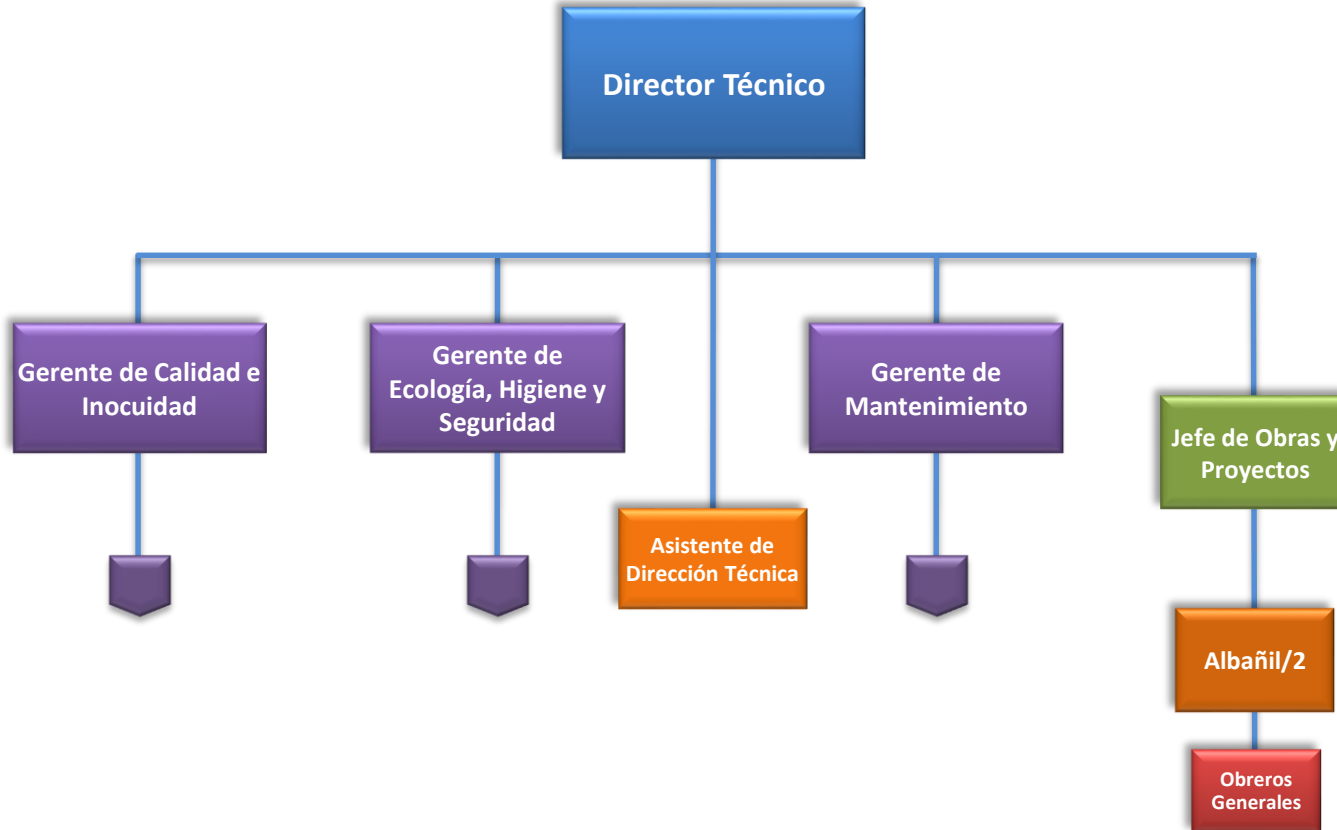 Director Técnico
Gerente de Calidad e
Inocuidad
Gerente de
Ecología, Higiene y
Seguridad
Gerente de
Mantenimiento
Jefe de Obras y
Proyectos
Asistente de
Dirección Técnica
Albañil/2
Obreros
Generales